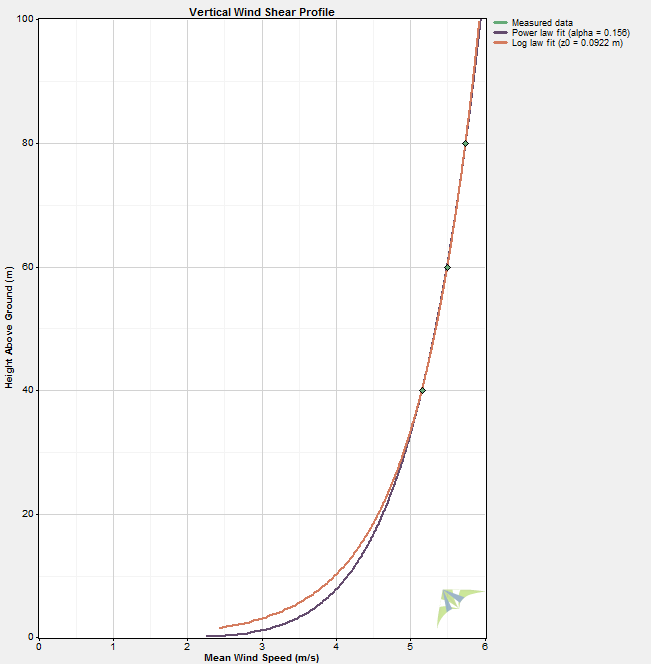 Vertical Wind Shear Profile
Measured data
Power law fit (alpha = 0.156)
Log law fit (z0 = 0.0922 m)
100
80
60
40
20
0
Height Above Ground (m)
0 1 2 3 4 5 6
Mean Wind Speed (m/s)